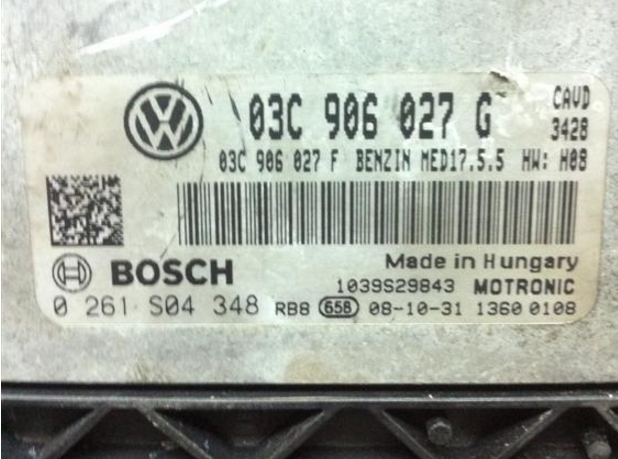 03C 906 027 G CAVD
3428
03C 906 027 F BENZIN MED17.5.5 HW: H08
BOSCH Made in Hungary
1039S29843 MOTRONIC
0 261 S04 348 RB8 658 08-10-31 1360 0108